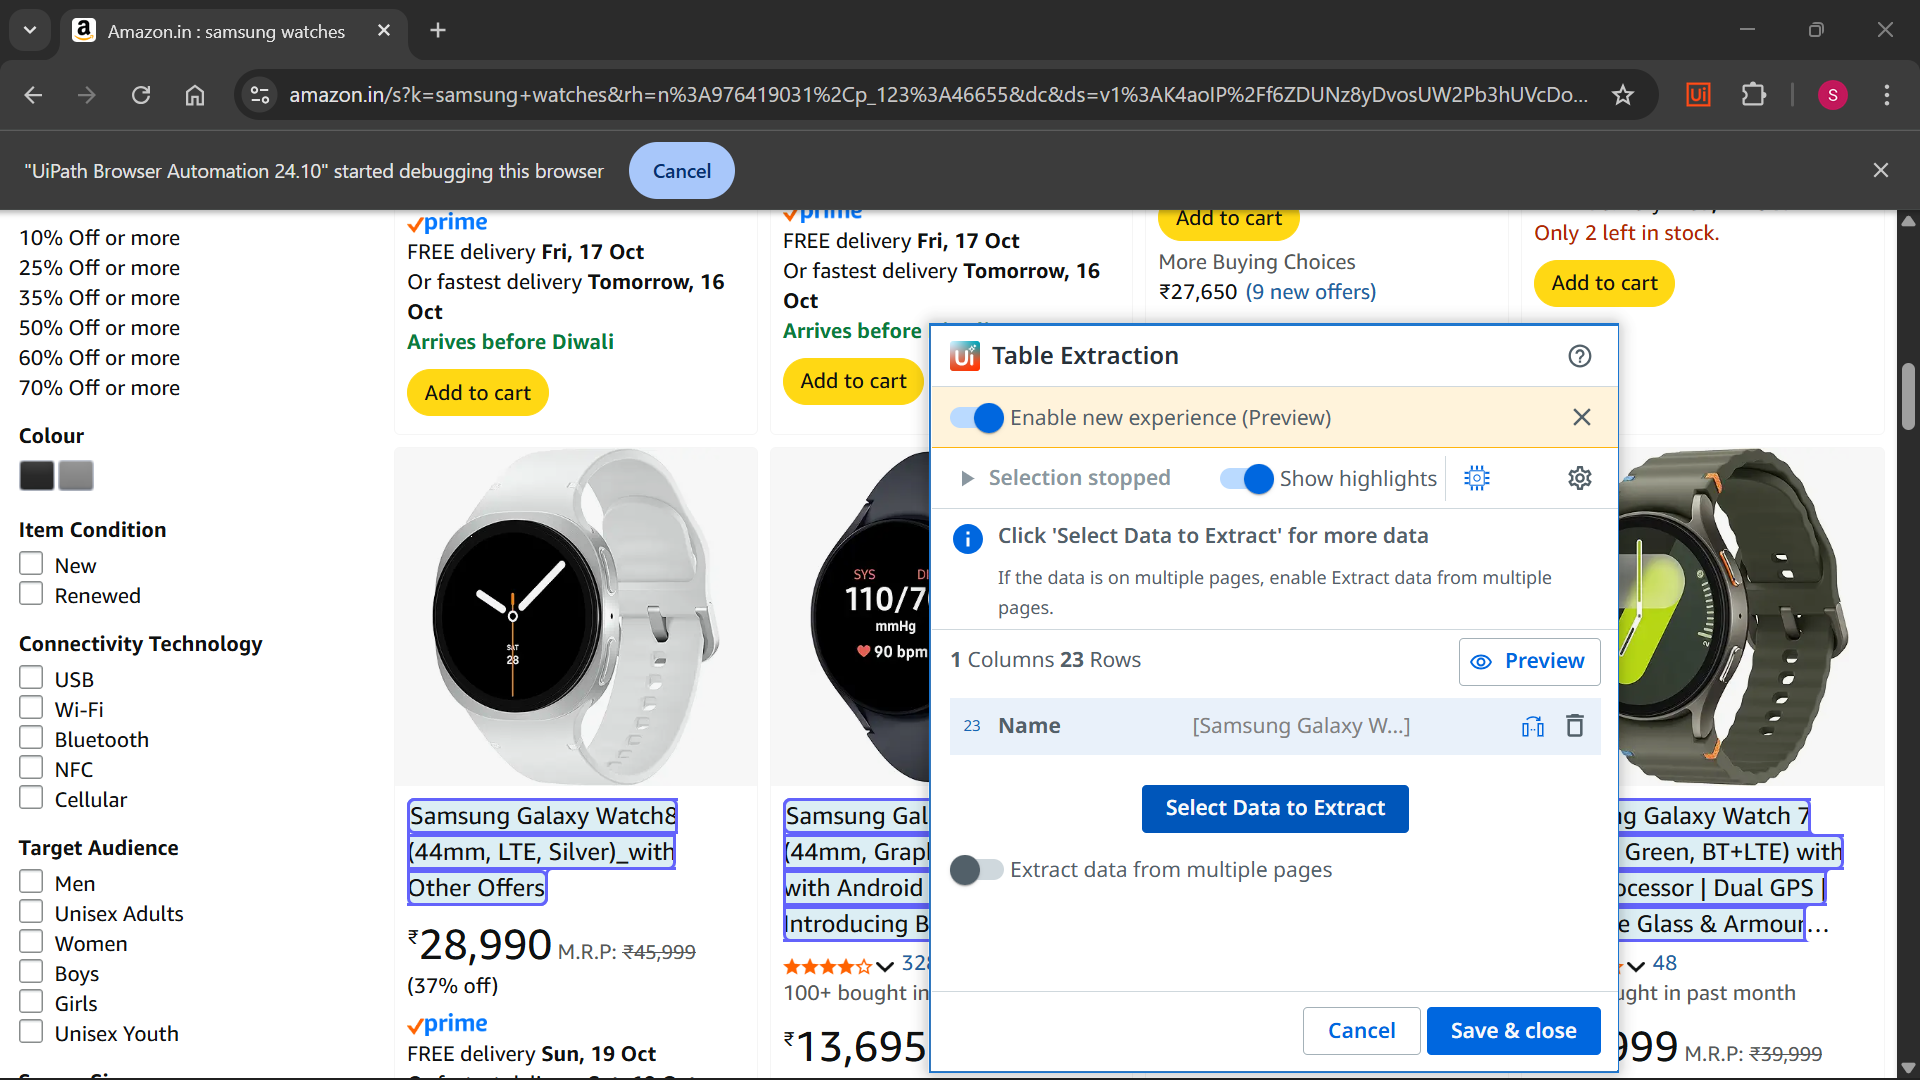 Amazon.in : samsung watches
amazon.in/s?k=samsung+watches&rh=n%3A976419031%2Cp_123%3A46655&dc&ds=v1%3AK4aoIP%2Ff6ZDUNz8yDvosUW2Pb3hUVcDo...
Ui
S
"UiPath Browser Automation 24.10" started debugging this browser
Cancel
10% Off or more
25% Off or more
35% Off or more
50% Off or more
60% Off or more
70% Off or more
Colour
Item Condition
New
Renewed
Connectivity Technology
USB
Wi-Fi
Bluetooth
NFC
Cellular
Target Audience
Men
Unisex Adults
Women
Boys
Girls
Unisex Youth
prime
FREE delivery Fri, 17 Oct
Or fastest delivery Tomorrow, 16
Oct
Arrives before Diwali
Add to cart
SAT
28
Samsung Galaxy Watch8
(44mm, LTE, Silver)_with
Other Offers
₹28,990 M.R.P: ₹45,999
(37% off)
prime
FREE delivery Sun, 19 Oct
prime
FREE delivery Fri, 17 Oct
Or fastest delivery Tomorrow, 16
Oct
Arrives before
Add to cart
SYS
110/7
mmHg
90 bpm
Samsung Gal
(44mm, Grap
with Android
Introducing B
100+ bought in
₹13,695
Add to cart
More Buying Choices
₹27,650 (9 new offers)
Only 2 left in stock.
Add to cart
Ui Table Extraction
Enable new experience (Preview)
Selection stopped
Show highlights
Click 'Select Data to Extract' for more data
If the data is on multiple pages, enable Extract data from multiple
pages.
1 Columns 23 Rows
Preview
23 Name [Samsung Galaxy W...]
Select Data to Extract
Extract data from multiple pages
Cancel
Save & close
g Galaxy Watch 7
Green, BT+LTE) with
ocessor | Dual GPS |
e Glass & Armour...
48
ught in past month
999 M.R.P: ₹39,999